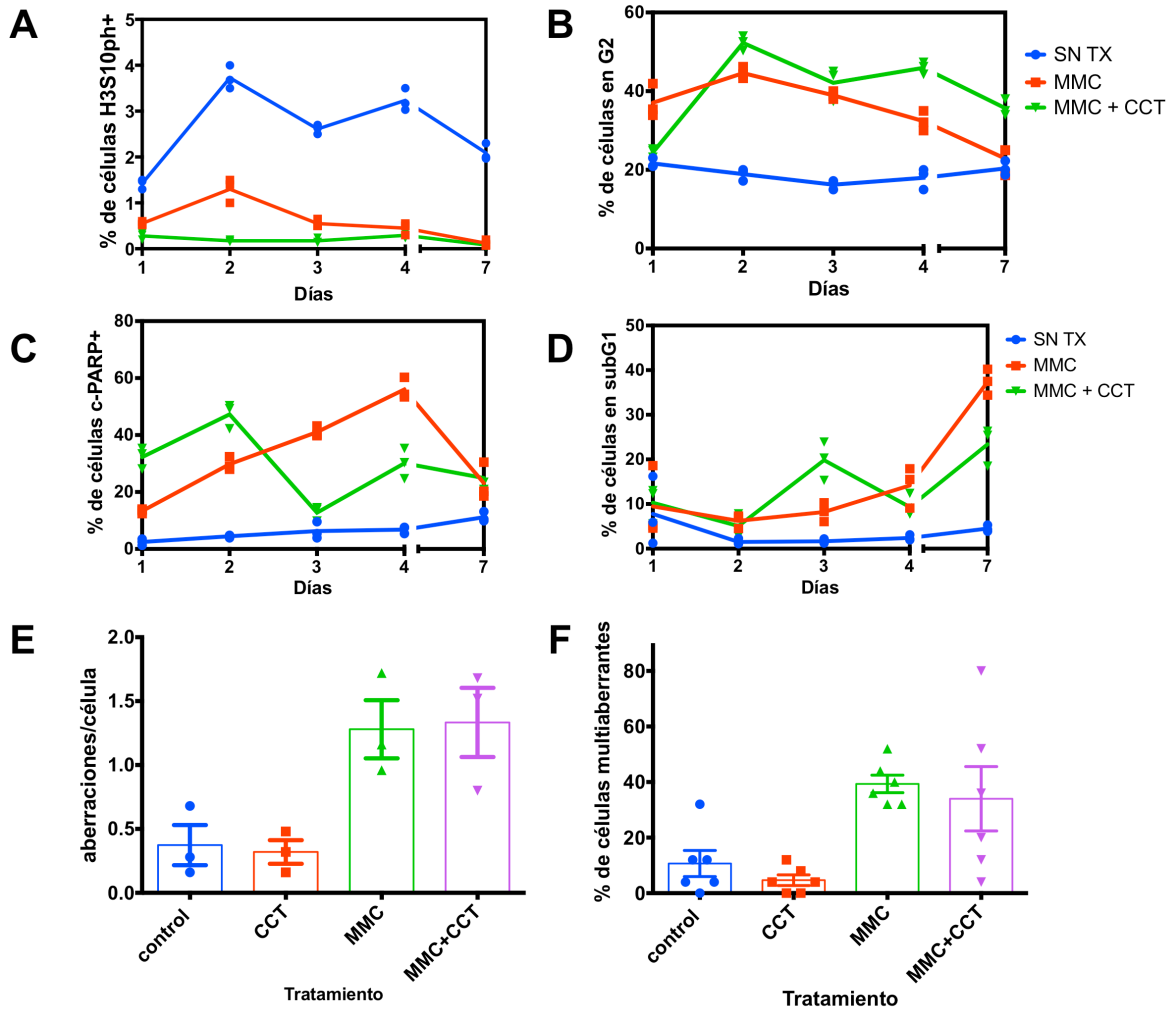 A
% de células H3S10ph+
5
4
3
2
1
0
1 2 3 4 7
Días
B
% de células en G2
60
40
20
0
1 2 3 4 7
Días
SN TX
MMC
MMC + CCT
C
% de células c-PARP+
80
60
40
20
0
1 2 3 4 7
Días
D
% de células en subG1
50
40
30
20
10
0
1 2 3 4 7
Días
SN TX
MMC
MMC + CCT
E
aberraciones/célula
2.0
1.5
1.0
0.5
0.0
control CCT MMC MMC+CCT
Tratamiento
F
% de células multiaberrantes
80
60
40
20
0
control CCT MMC MMC+CCT
Tratamiento